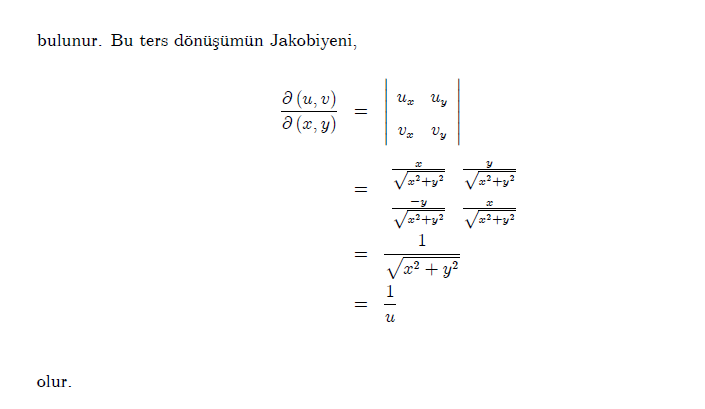 bulunur. Bu ters dönüşümün Jakobiyeni,
∂(u, v) / ∂(x, y) = | u_x u_y |
| v_x v_y |
= x/√(x²+y²) y/√(x²+y²)
−y/√(x²+y²) x/√(x²+y²)
= 1/√(x² + y²)
= 1/u
olur.